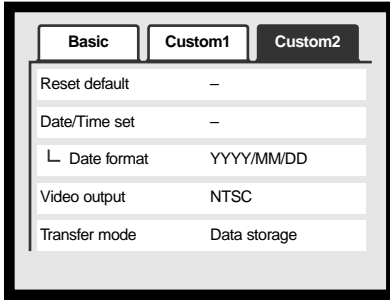 Basic Custom1 Custom2
Reset default –
Date/Time set –
Date format YYYY/MM/DD
Video output NTSC
Transfer mode Data storage